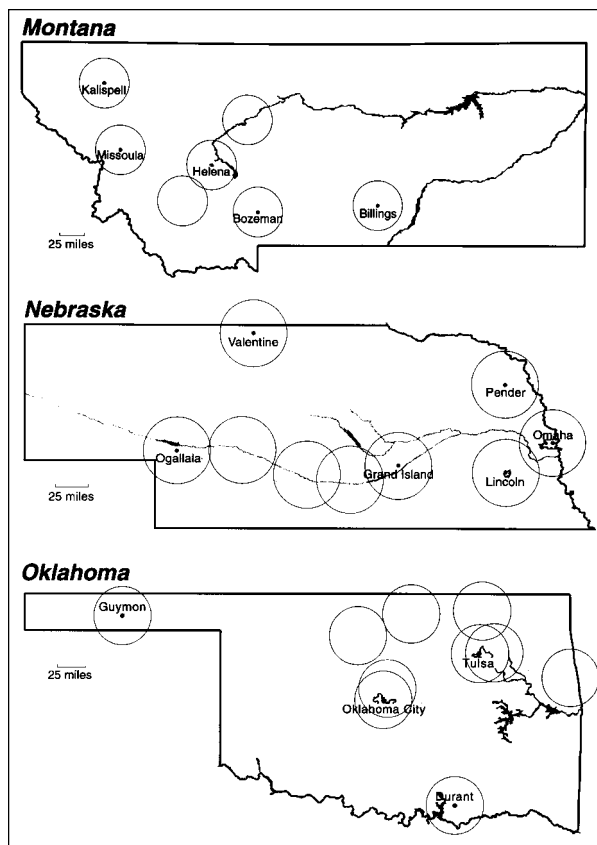 Montana
Kalispell
Missoula
Helena
Bozeman
Billings
25 miles
Nebraska
Valentine
Pender
Omaha
Ogallala
Grand Island
Lincoln
25 miles
Oklahoma
Guymon
25 miles
Tulsa
Oklahoma City
Durant